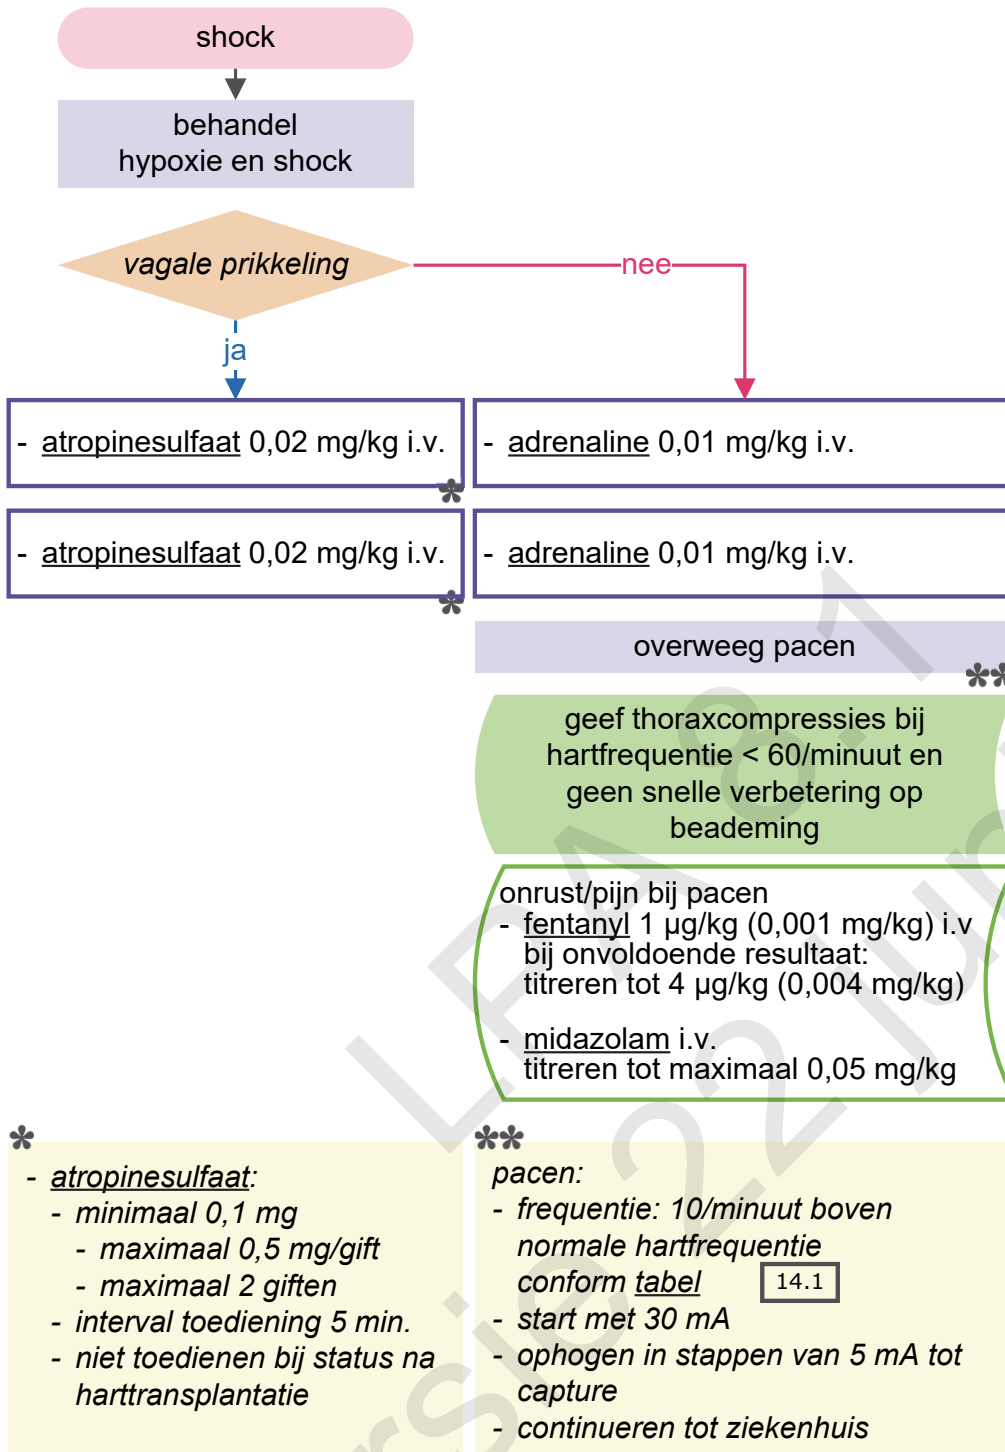 shock
behandel
hypoxie en shock
vagale prikkeling
nee
ja
- atropinesulfaat 0,02 mg/kg i.v.
*
- adrenaline 0,01 mg/kg i.v.
- atropinesulfaat 0,02 mg/kg i.v.
*
- adrenaline 0,01 mg/kg i.v.
overweeg pacen
**
geef thoraxcompressies bij
hartfrequentie < 60/minuut en
geen snelle verbetering op
beademing
onrust/pijn bij pacen
- fentanyl 1 µg/kg (0,001 mg/kg) i.v
bij onvoldoende resultaat:
titreren tot 4 µg/kg (0,004 mg/kg)
- midazolam i.v.
titreren tot maximaal 0,05 mg/kg
*
- atropinesulfaat:
- minimaal 0,1 mg
- maximaal 0,5 mg/gift
- maximaal 2 giften
- interval toediening 5 min.
- niet toedienen bij status na
harttransplantatie
**
pacen:
- frequentie: 10/minuut boven
normale hartfrequentie
conform tabel 14.1
- start met 30 mA
- ophogen in stappen van 5 mA tot
capture
- continueren tot ziekenhuis
LPA 8.1